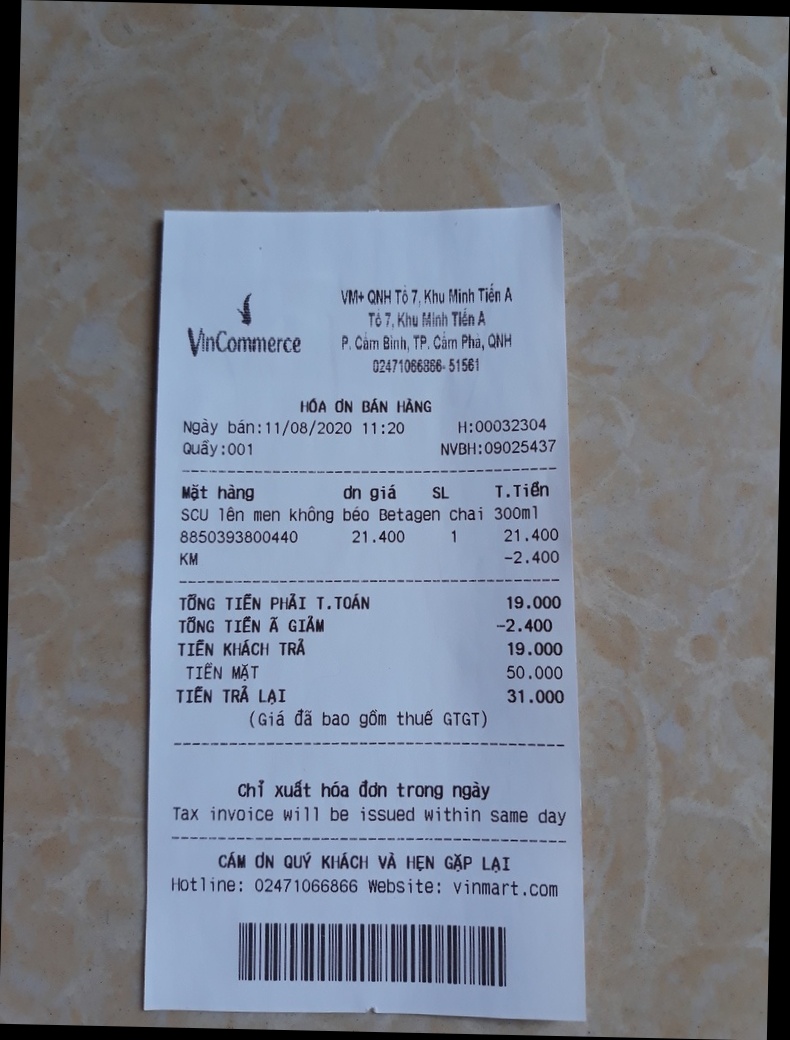 VinCommerce
VM+ QNH Tổ 7, Khu Minh Tiến A
Tổ 7, Khu Minh Tiến A
P. Cẩm Bình, TP. Cẩm Phả, QNH
02471066866- 51561
HÓA ƠN BÁN HÀNG
Ngày bán:11/08/2020 11:20 H:00032304
Quầy:001 NVBH:09025437
Mặt hàng ơn giá SL T.Tiền
SCU lên men không béo Betagen chai 300ml
8850393800440 21.400 1 21.400
KM -2.400
TỔNG TIỀN PHẢI T.TOÁN 19.000
TỔNG TIỀN Ã GIẢM -2.400
TIỀN KHÁCH TRẢ 19.000
TIỀN MẶT 50.000
TIỀN TRẢ LẠI 31.000
(Giá đã bao gồm thuế GTGT)
Chỉ xuất hóa đơn trong ngày
Tax invoice will be issued within same day
CÁM ƠN QUÝ KHÁCH VÀ HẸN GẶP LẠI
Hotline: 02471066866 Website: vinmart.com